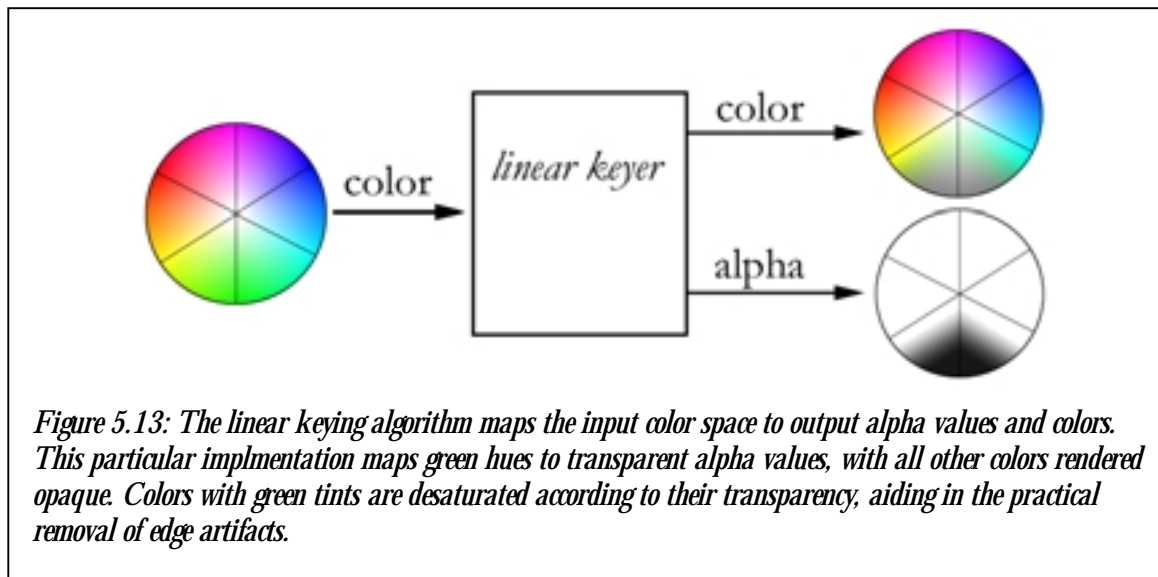 color
linear keyer
color
alpha
Figure 5.13: The linear keying algorithm maps the input color space to output alpha values and colors.
This particular implmentation maps green hues to transparent alpha values, with all other colors rendered
opaque. Colors with green tints are desaturated according to their transparency, aiding in the practical
removal of edge artifacts.